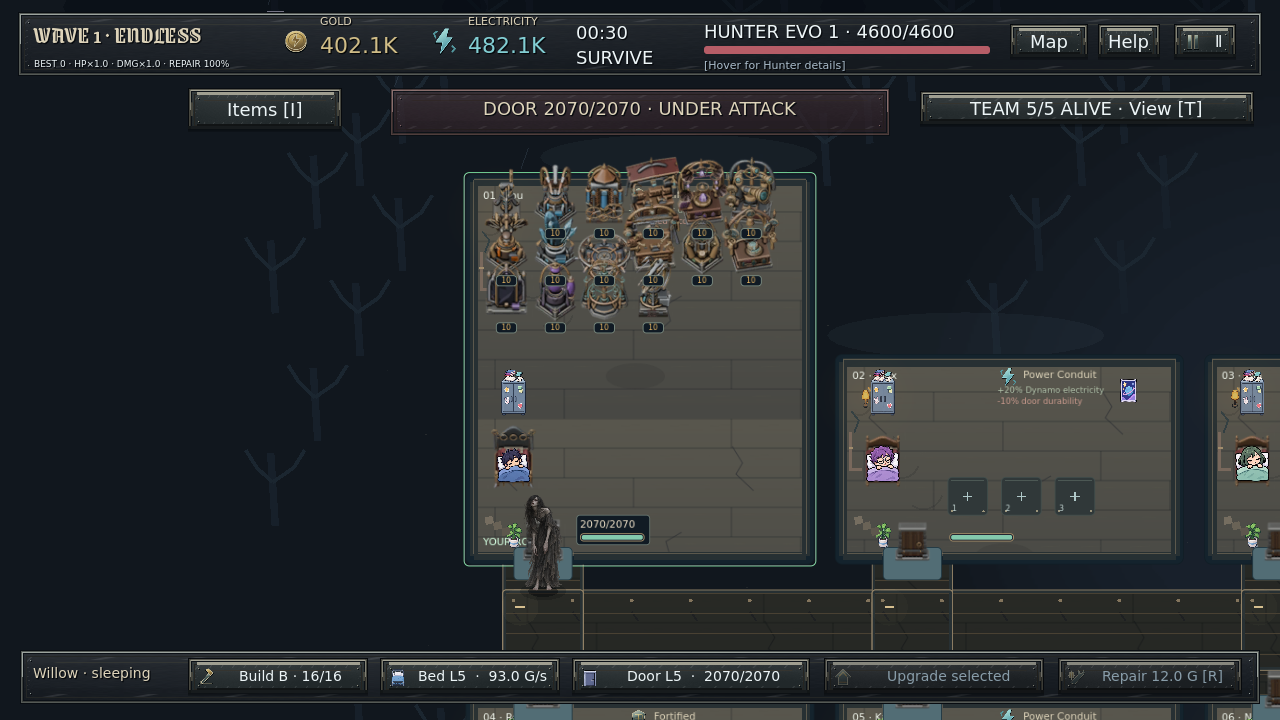 WAVE 1 · ENDLESS
BEST 0 · HP×1.0 · DMG×1.0 · REPAIR 100%
GOLD
402.1K
ELECTRICITY
482.1K
00:30
SURVIVE
HUNTER EVO 1 · 4600/4600
[Hover for Hunter details]
Map
Help
II
Items [I]
DOOR 2070/2070 · UNDER ATTACK
TEAM 5/5 ALIVE · View [T]
01
10 10 10 10 10
10 10 10 10 10 10
10 10 10 10
2070/2070
02
Power Conduit
+20% Dynamo electricity
-10% door durability
+ + +
1 2 3
03 ·
Willow · sleeping
Build B · 16/16
Bed L5 · 93.0 G/s
Door L5 · 2070/2070
Upgrade selected
Repair 12.0 G [R]
04 · R
Fortified
05 · K
Power Conduit
06 ·